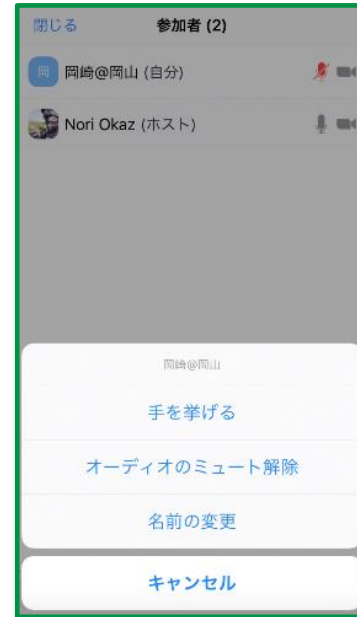 閉じる 参加者 (2)
岡 岡崎@岡山 (自分)
Nori Okaz (ホスト)
岡崎@岡山
手を挙げる
オーディオのミュート解除
名前の変更
キャンセル